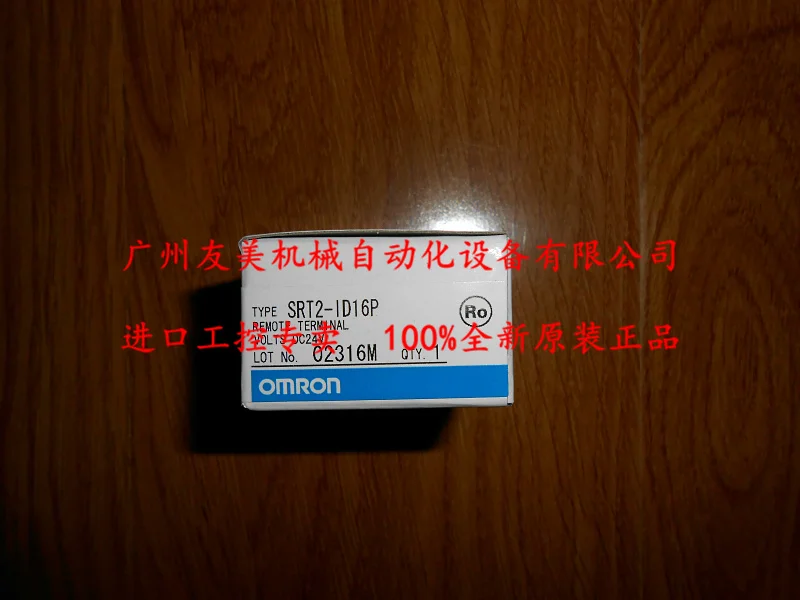 广州友美机械自动化设备有限公司
TYPE SRT2-ID16P
Ro
REMOTE TERMINAL
进口工控专卖 100%全新原装正品
VOLTS DC24V
LOT No. 02316M QTY. 1
OMRON